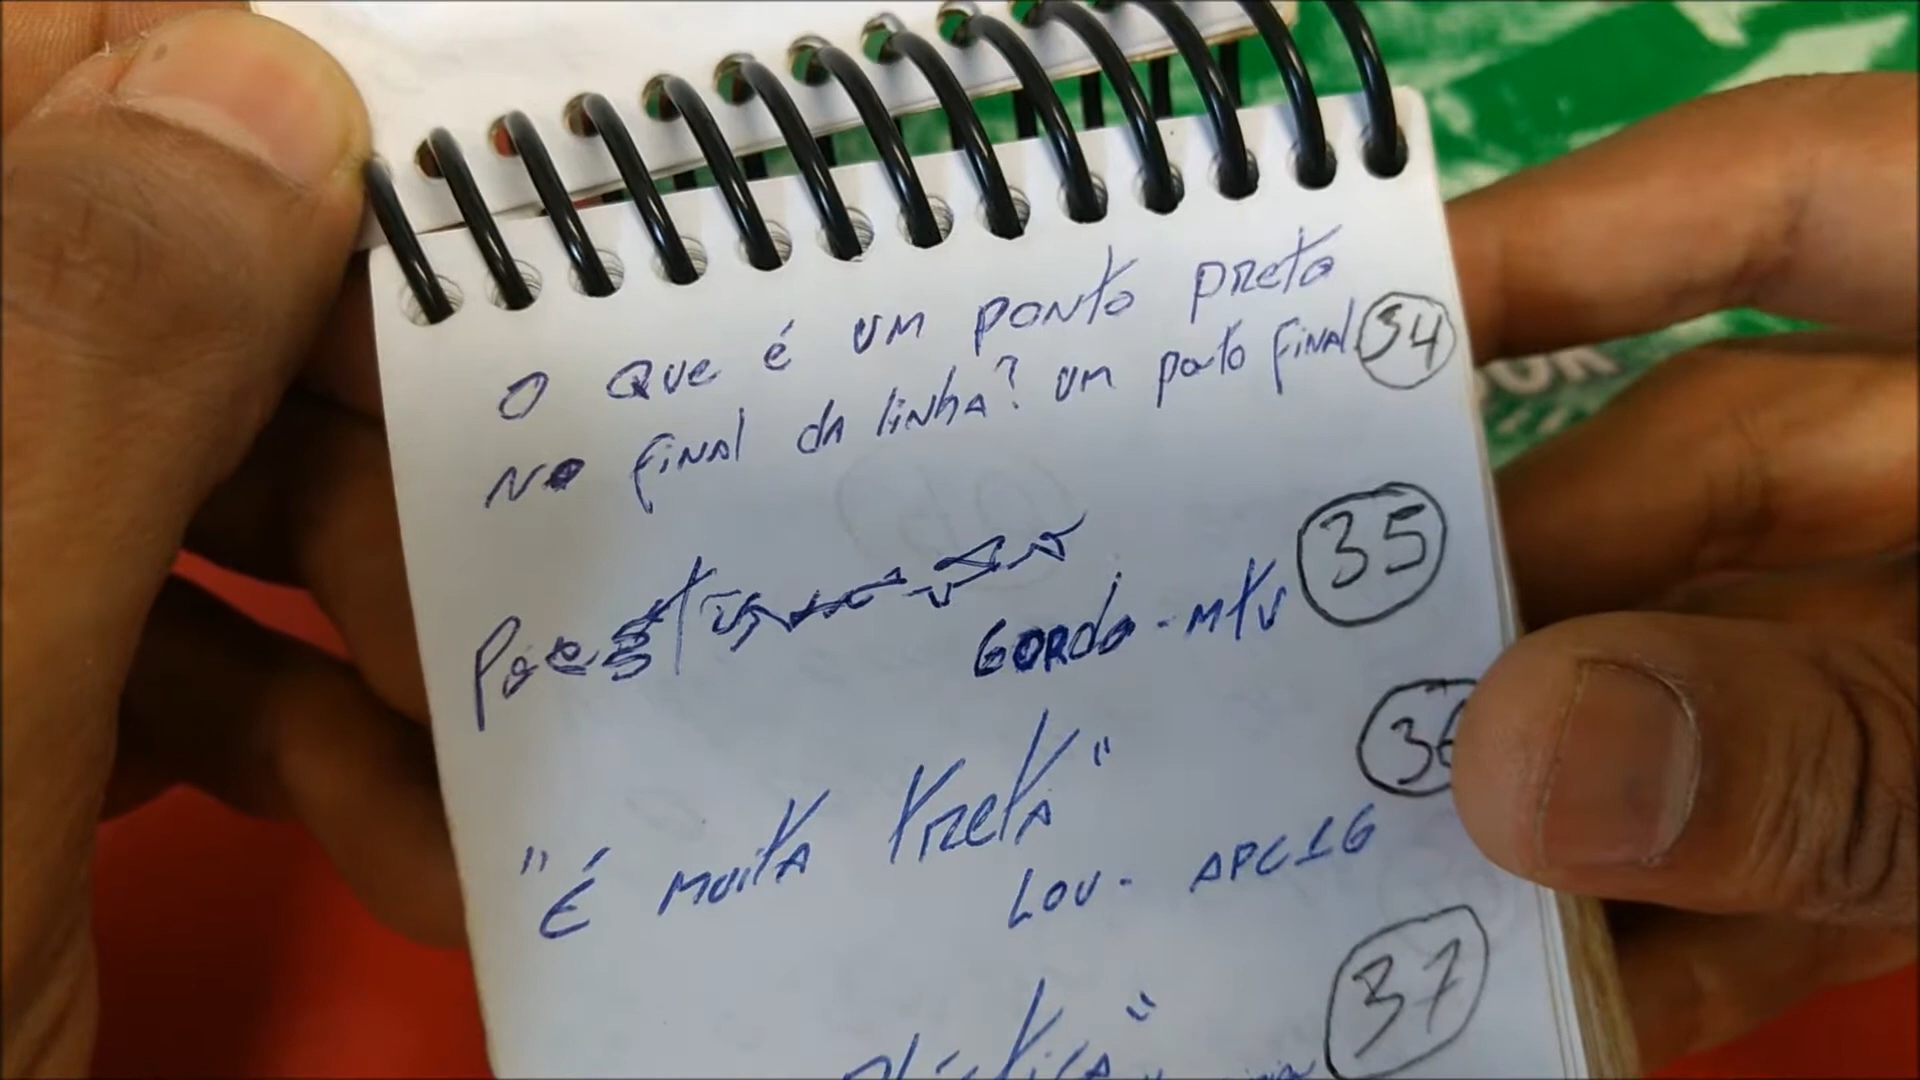 O que é um ponto preto
no final da linha? um poto final. 34
35
Gordo - mtv
"É muita treta" 36
Lou - APC16
37